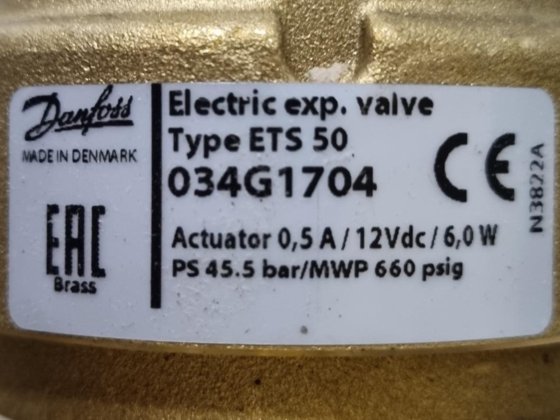 Danfoss
MADE IN DENMARK
EAC
Brass
Electric exp. valve
Type ETS 50
034G1704
Actuator 0,5 A / 12Vdc / 6,0 W
PS 45.5 bar/MWP 660 psig
CE
N3822A